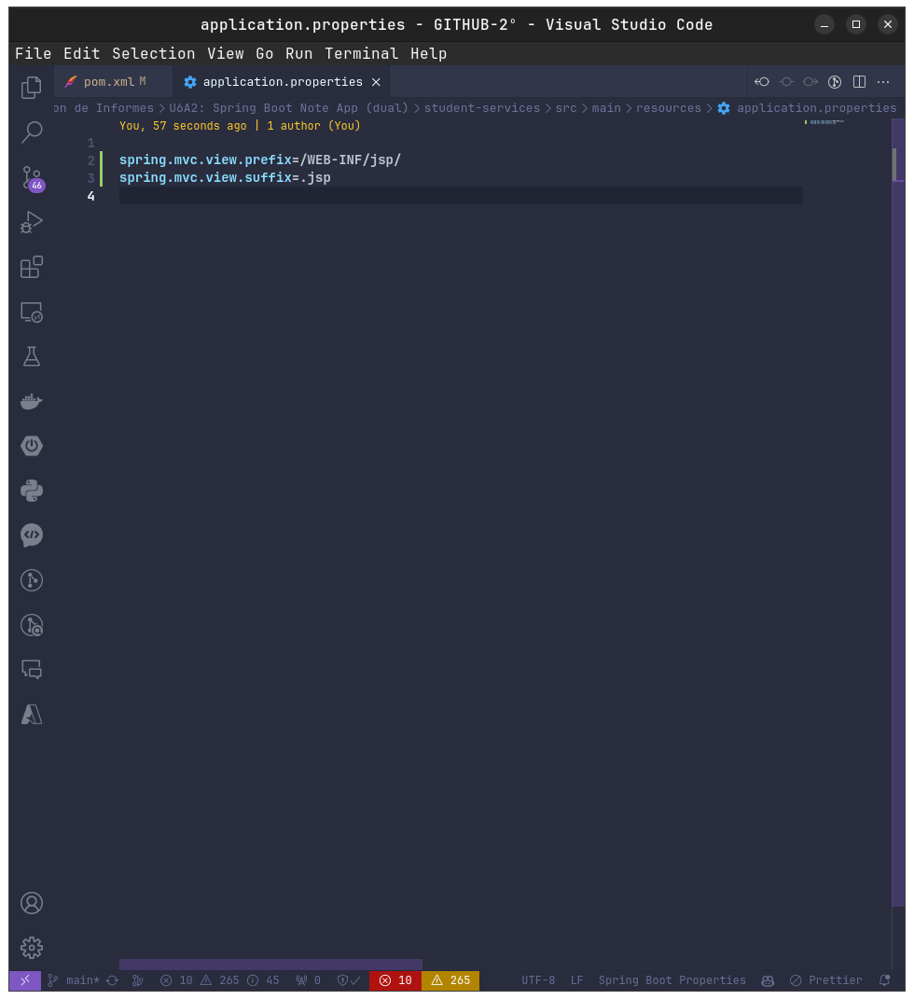 application.properties - GITHUB-2° - Visual Studio Code
File Edit Selection View Go Run Terminal Help
pom.xml M
application.properties
on de Informes > U6A2: Spring Boot Note App (dual) > student-services > src > main > resources > application.properties
You, 57 seconds ago | 1 author (You)
1
2 spring.mvc.view.prefix=/WEB-INF/jsp/
3 spring.mvc.view.suffix=.jsp
4
46
main* 10 265 45 0 10 265 UTF-8 LF Spring Boot Properties Prettier